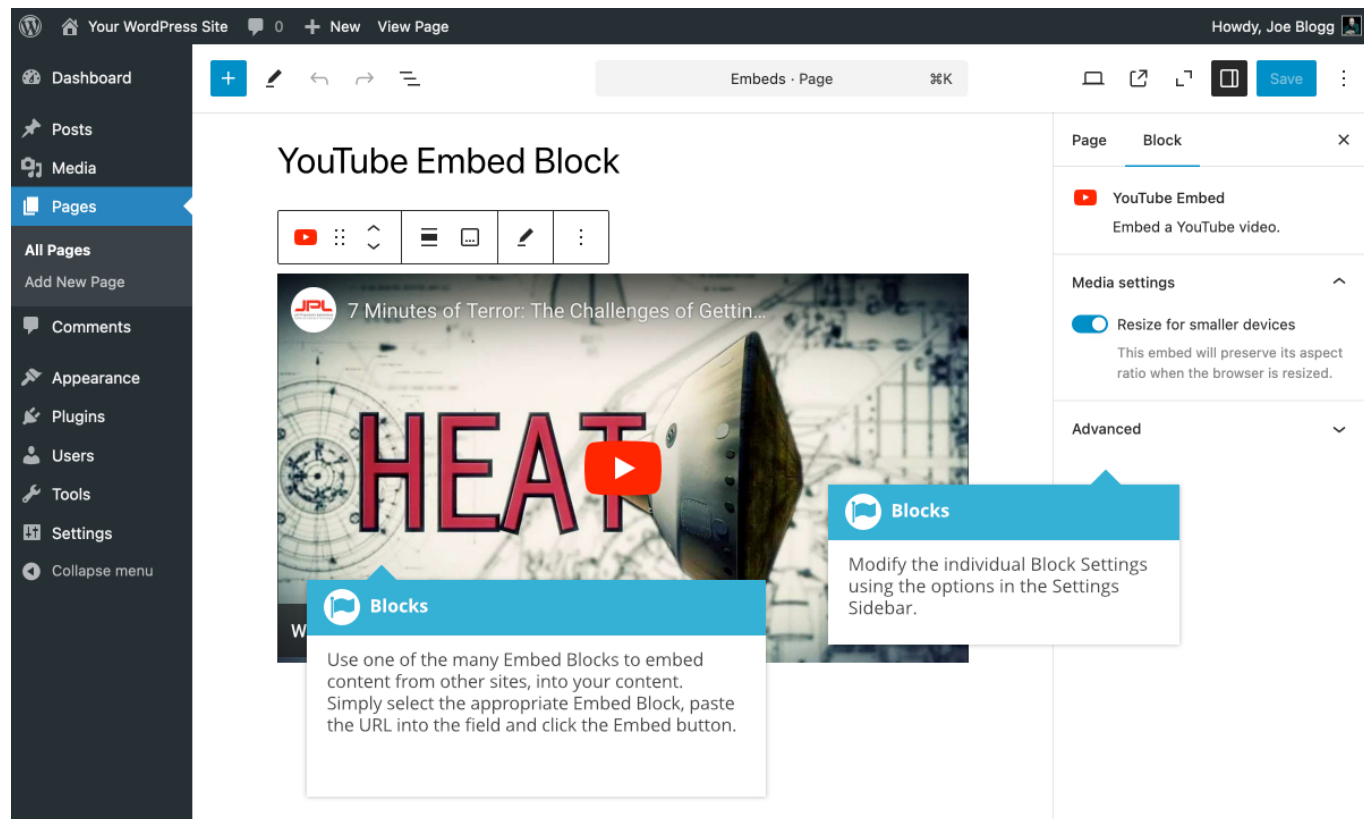 Your WordPress Site 0 New View Page Howdy, Joe Blogg
Dashboard
Posts
Media
Pages
All Pages
Add New Page
Comments
Appearance
Plugins
Users
Tools
Settings
Collapse menu
Embeds · Page ⌘K
Save
YouTube Embed Block
JPL
7 Minutes of Terror: The Challenges of Gettin...
HEAT
W
Blocks
Use one of the many Embed Blocks to embed
content from other sites, into your content.
Simply select the appropriate Embed Block, paste
the URL into the field and click the Embed button.
Page Block
YouTube Embed
Embed a YouTube video.
Media settings
Resize for smaller devices
This embed will preserve its aspect
ratio when the browser is resized.
Advanced
Blocks
Modify the individual Block Settings
using the options in the Settings
Sidebar.